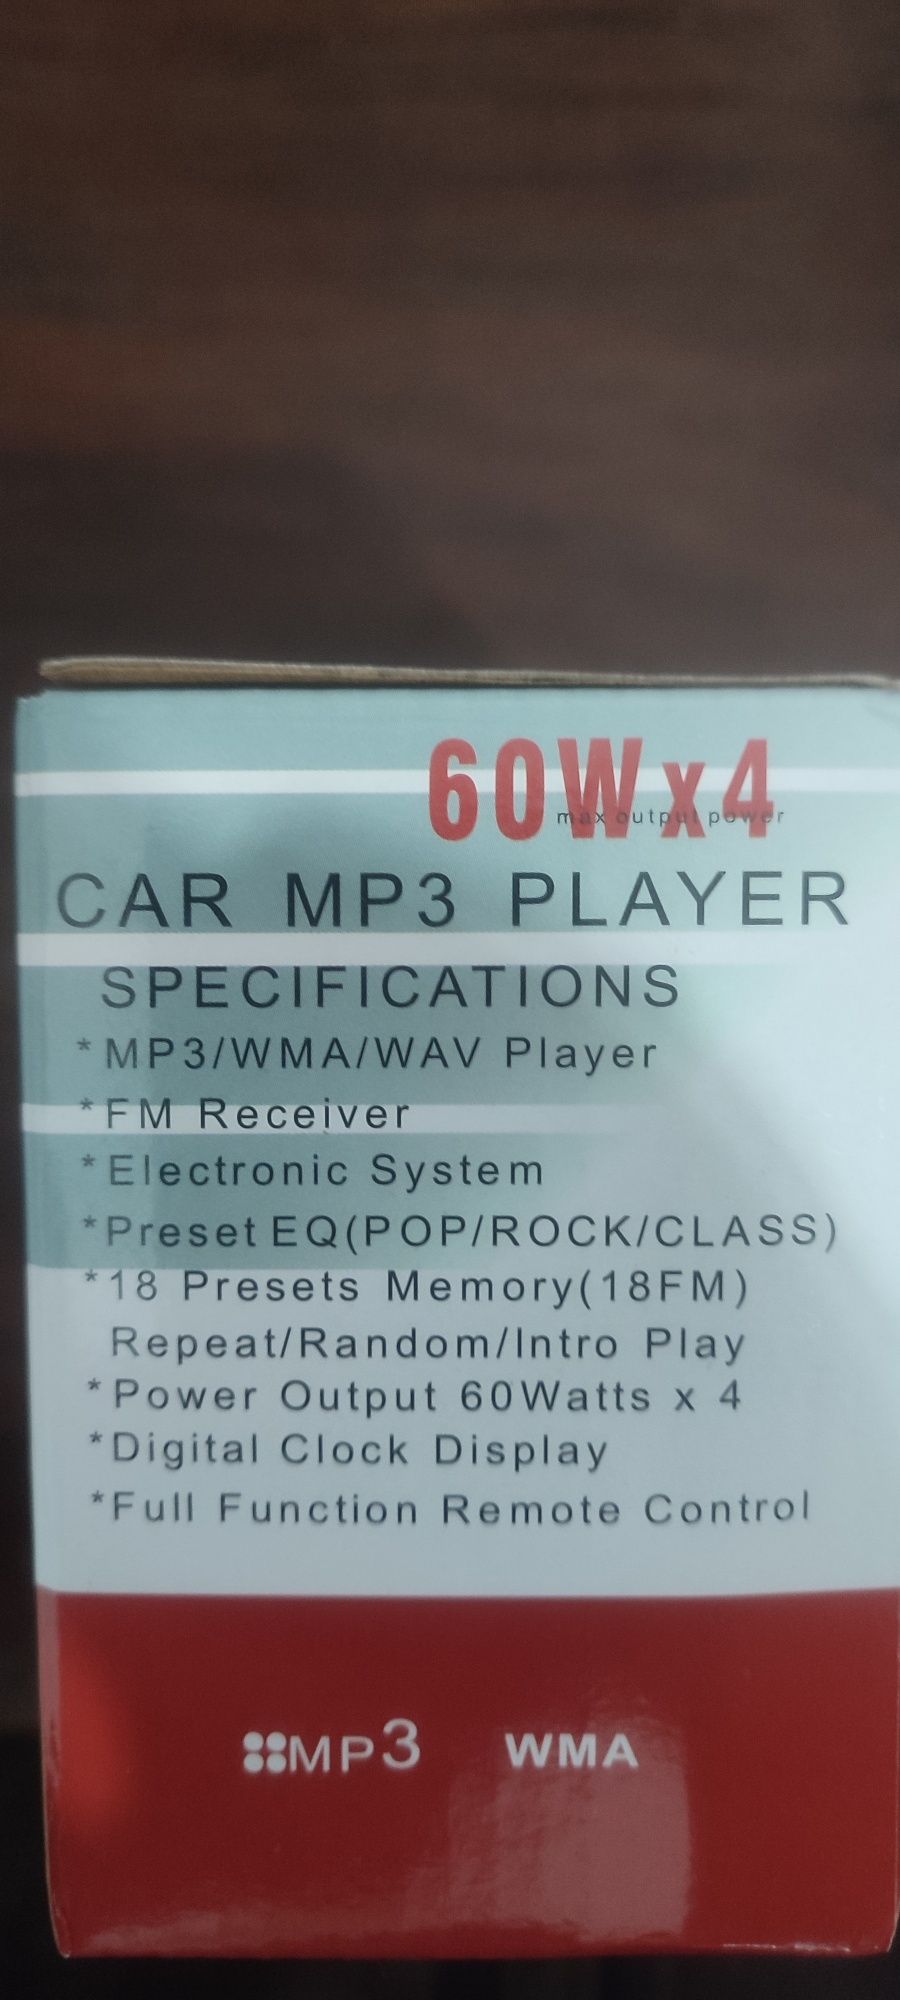 60Wx4
max output power
CAR MP3 PLAYER
SPECIFICATIONS
*MP3/WMA/WAV Player
*FM Receiver
*Electronic System
*Preset EQ(POP/ROCK/CLASS)
*18 Presets Memory(18FM)
Repeat/Random/Intro Play
*Power Output 60Watts x 4
*Digital Clock Display
*Full Function Remote Control
MP3 WMA